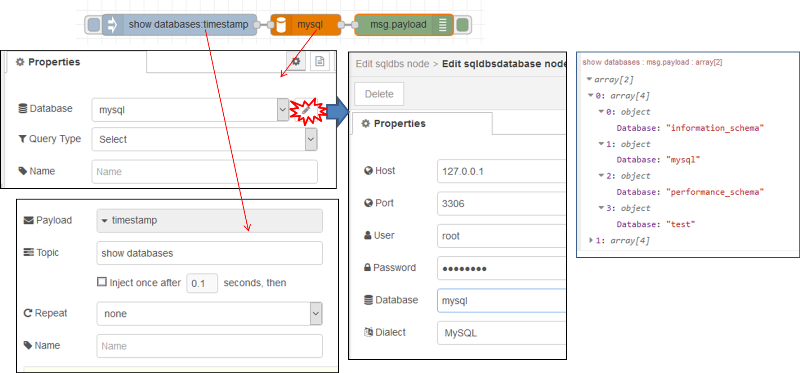 show databases:timestamp
mysql
msg.payload
Properties
Database
mysql
Query Type
Select
Name
Name
Payload
timestamp
Topic
show databases
Inject once after 0.1 seconds, then
Repeat
none
Name
Name
Edit sqldbs node > Edit sqldbsdatabase node
Delete
Properties
Host
127.0.0.1
Port
3306
User
root
Password
••••••••
Database
mysql
Dialect
MySQL
show databases : msg.payload : array[2]
array[2]
0: array[4]
0: object
Database: "information_schema"
1: object
Database: "mysql"
2: object
Database: "performance_schema"
3: object
Database: "test"
1: array[4]